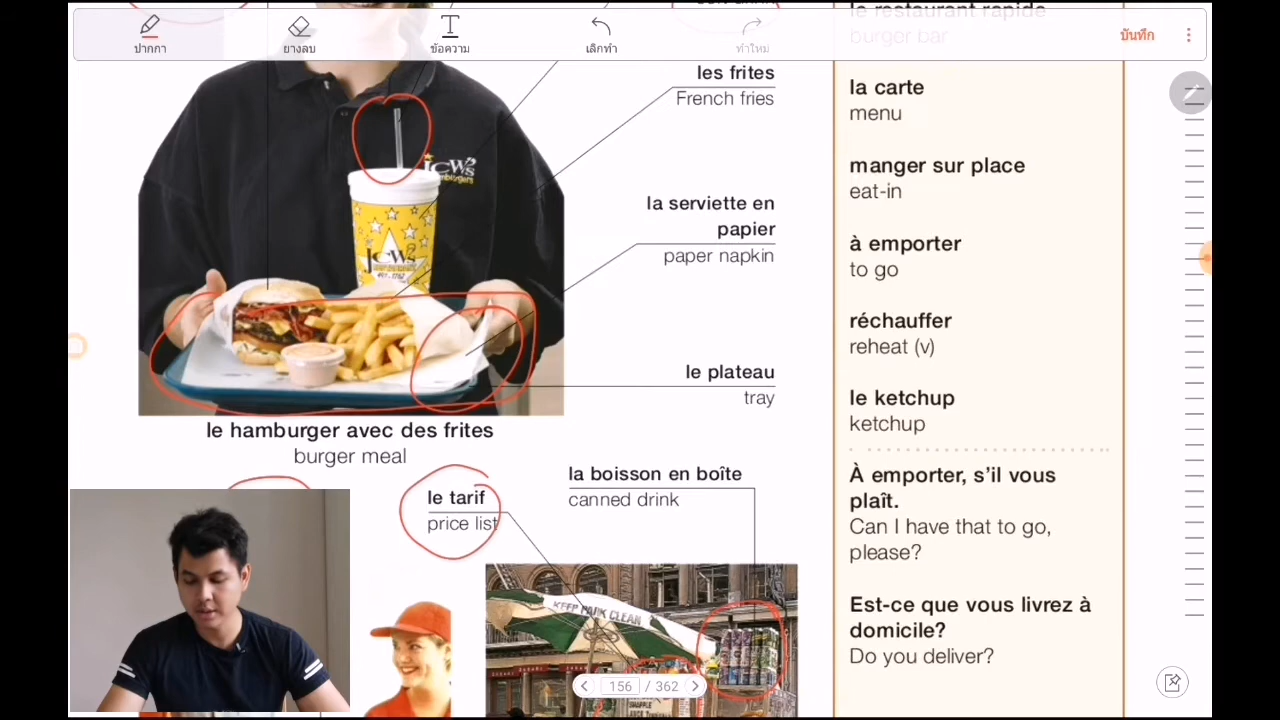 ปากกา
ยางลบ
ข้อความ
เลิกทำ
ทำใหม่
บันทึก
le restaurant rapide
burger bar
les frites
French fries
la serviette en
papier
paper napkin
le plateau
tray
le hamburger avec des frites
burger meal
le tarif
price list
la boisson en boîte
canned drink
KEEP PARK CLEAN
la carte
menu
manger sur place
eat-in
à emporter
to go
réchauffer
reheat (v)
le ketchup
ketchup
À emporter, s'il vous
plaît.
Can I have that to go,
please?
Est-ce que vous livrez à
domicile?
Do you deliver?
156 / 362